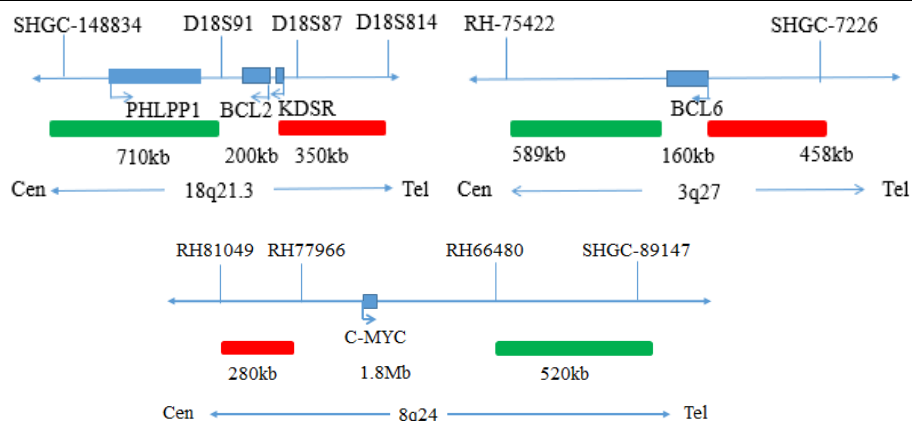 SHGC-148834 D18S91 D18S87 D18S814
PHLPP1 BCL2 KDSR
710kb 200kb 350kb
Cen 18q21.3 Tel
RH-75422 SHGC-7226
BCL6
589kb 160kb 458kb
Cen 3q27 Tel
RH81049 RH77966 RH66480 SHGC-89147
C-MYC
280kb 1.8Mb 520kb
Cen 8q24 Tel